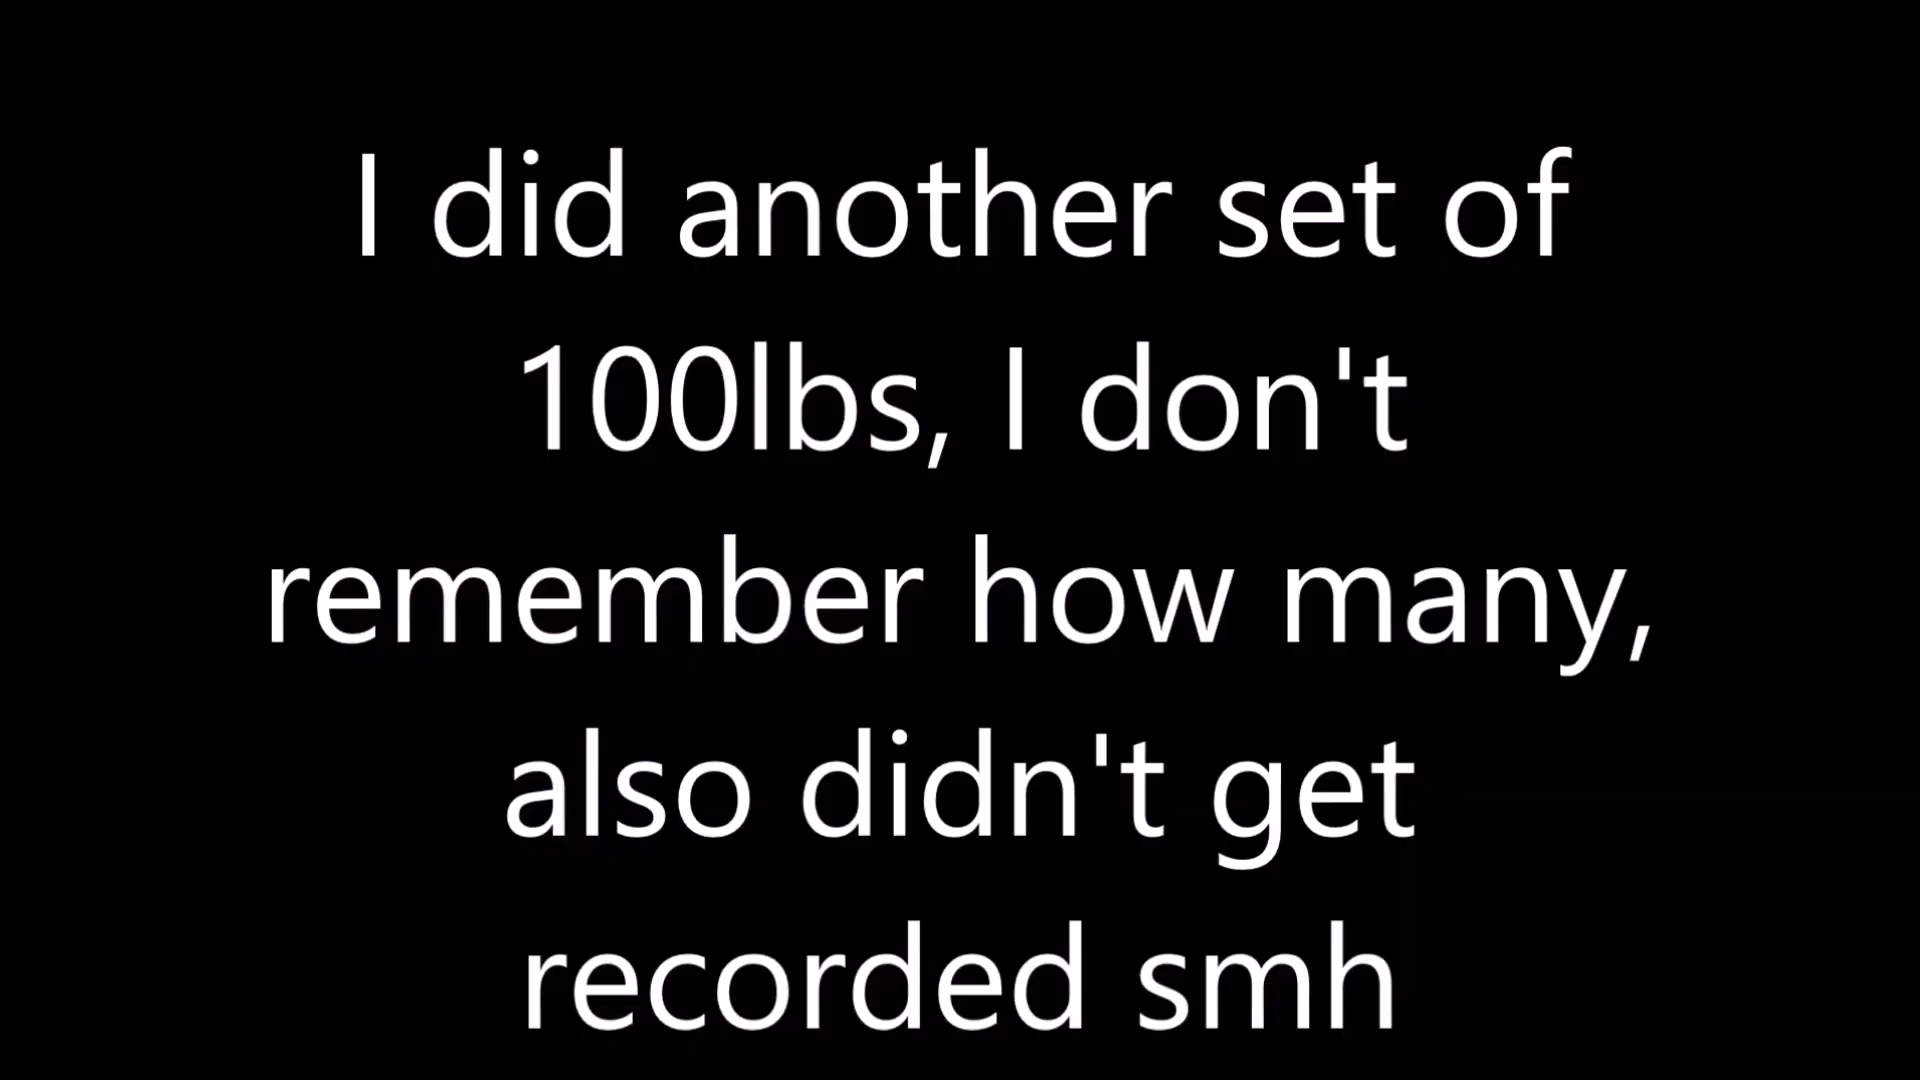 I did another set of
100lbs, I don't
remember how many,
also didn't get
recorded smh